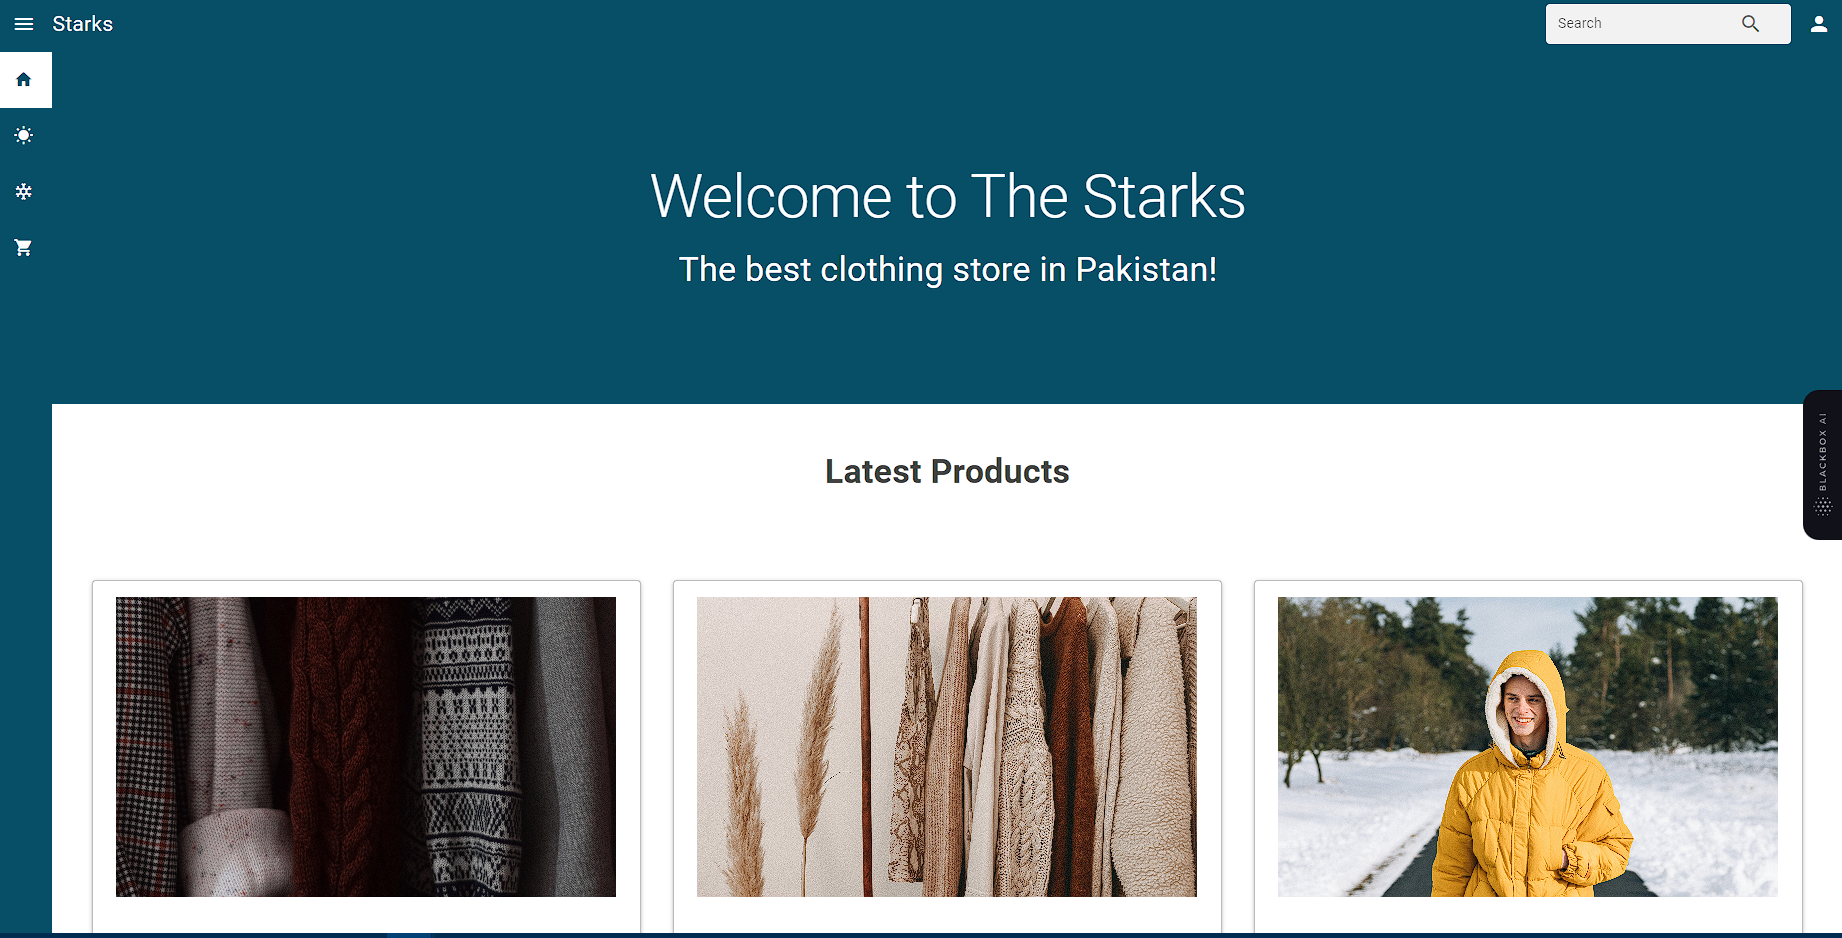 Starks
Search
Welcome to The Starks
The best clothing store in Pakistan!
BLACKBOX AI
Latest Products